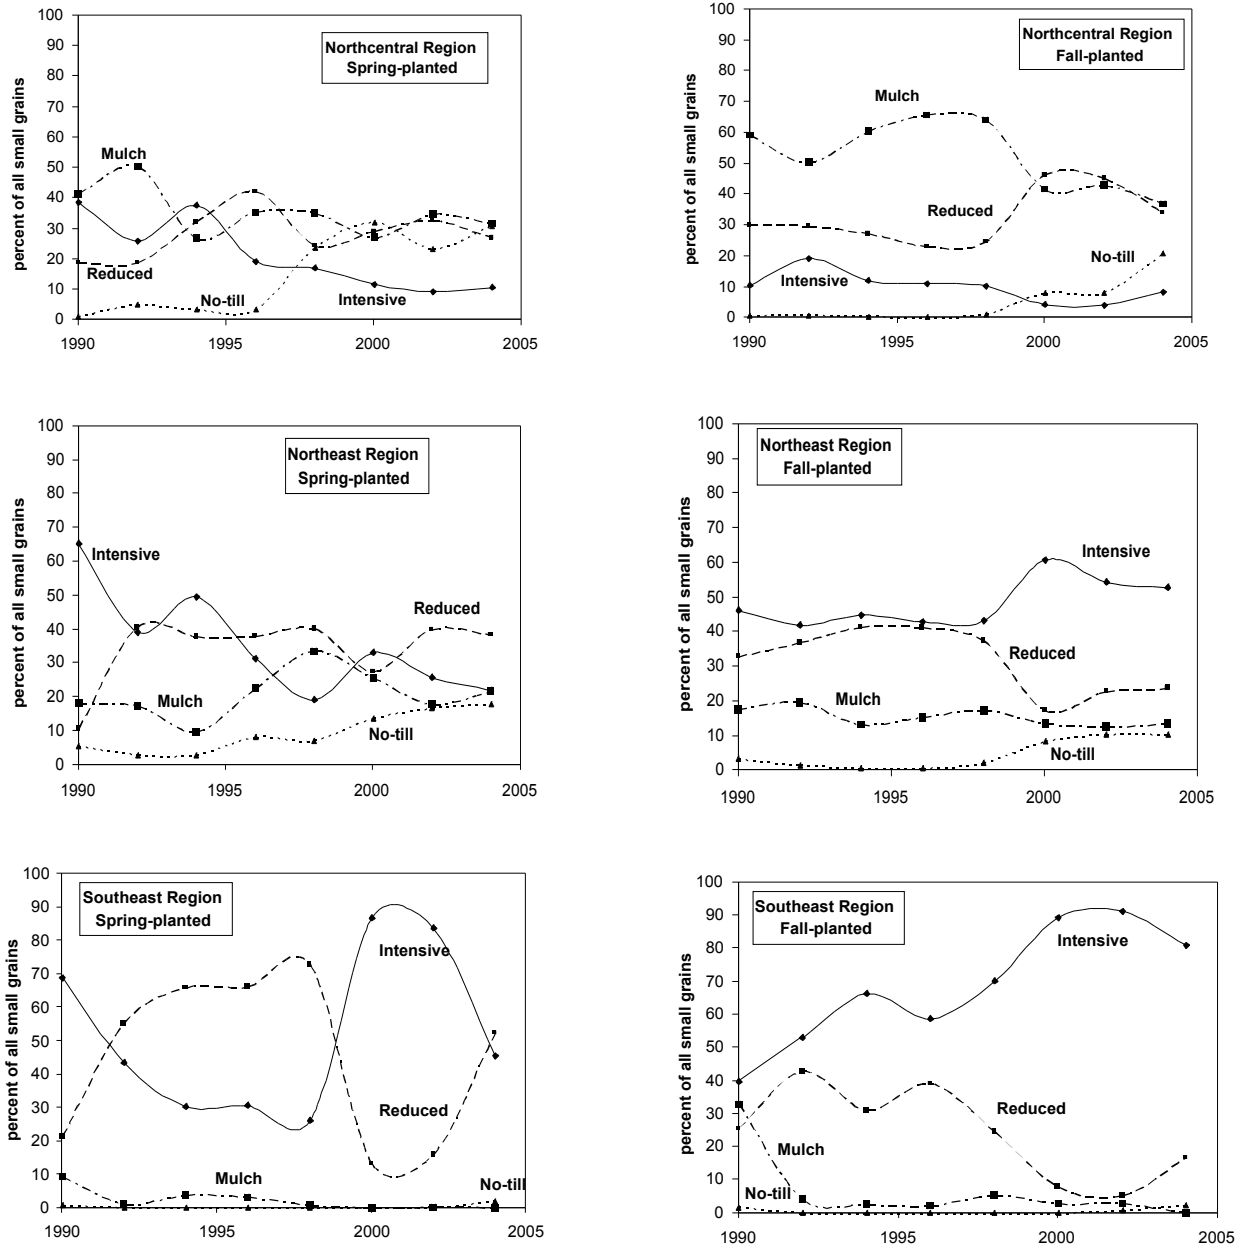 percent of all small grains
100
90
80
70
60
50
40
30
20
10
0
Northcentral Region
Spring-planted
Mulch
Reduced
No-till
Intensive
1990
1995
2000
2005
percent of all small grains
100
90
80
70
60
50
40
30
20
10
0
Northcentral Region
Fall-planted
Mulch
Reduced
No-till
Intensive
1990
1995
2000
2005
percent of all small grains
100
90
80
70
60
50
40
30
20
10
0
Northeast Region
Spring-planted
Intensive
Reduced
Mulch
No-till
1990
1995
2000
2005
percent of all small grains
100
90
80
70
60
50
40
30
20
10
0
Northeast Region
Fall-planted
Intensive
Reduced
Mulch
No-till
1990
1995
2000
2005
percent of all small grains
100
90
80
70
60
50
40
30
20
10
0
Southeast Region
Spring-planted
Intensive
Reduced
Mulch
No-till
1990
1995
2000
2005
percent of all small grains
100
90
80
70
60
50
40
30
20
10
0
Southeast Region
Fall-planted
Intensive
Reduced
Mulch
No-till
1990
1995
2000
2005